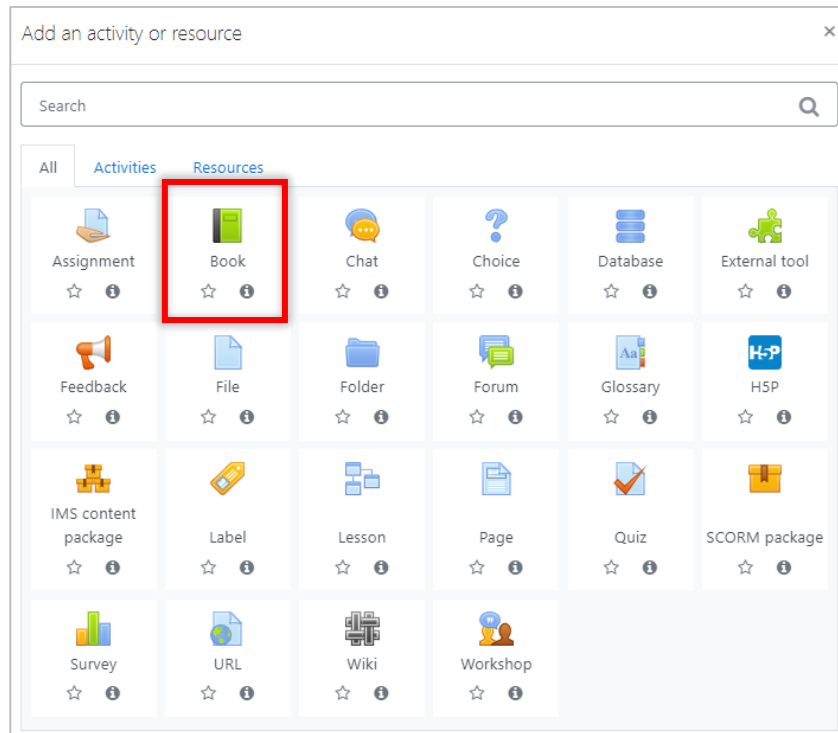 Add an activity or resource ×
Search
All Activities Resources
Assignment Book Chat Choice Database External tool
Feedback File Folder Forum Glossary H5P
IMS content
package Label Lesson Page Quiz SCORM package
Survey URL Wiki Workshop